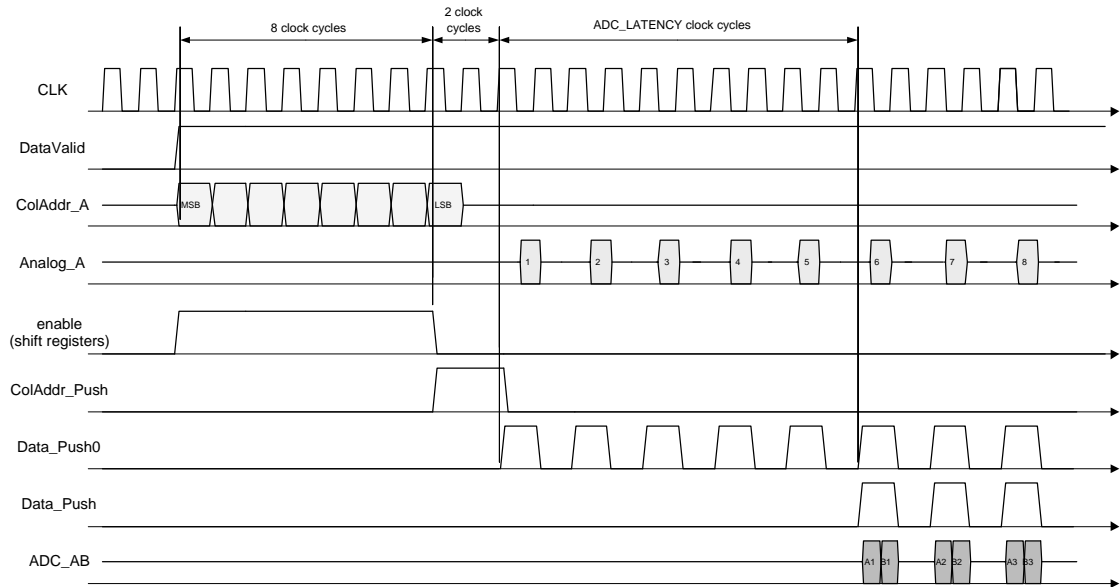 2 clock
cycles
8 clock cycles
ADC_LATENCY clock cycles
CLK
DataValid
ColAddr_A
MSB
LSB
Analog_A
1
2
3
4
5
6
7
8
enable
(shift registers)
ColAddr_Push
Data_Push0
Data_Push
ADC_AB
A1
B1
A2
B2
A3
B3